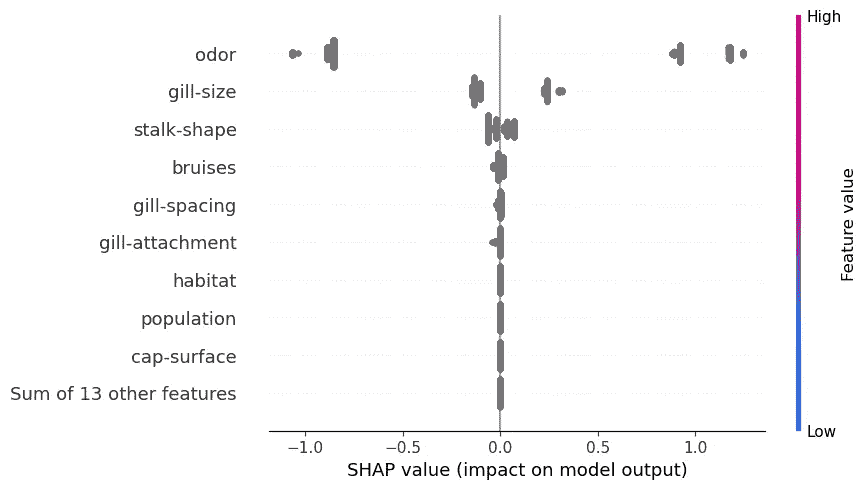 High
odor
gill-size
stalk-shape
bruises
gill-spacing
gill-attachment
habitat
population
cap-surface
Sum of 13 other features
Feature value
Low
−1.0 −0.5 0.0 0.5 1.0
SHAP value (impact on model output)